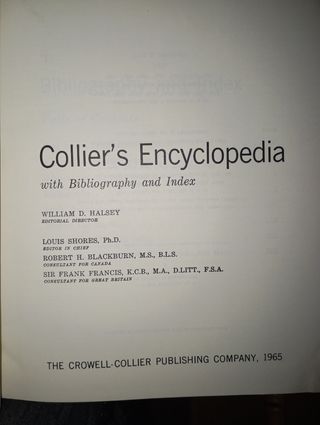 Collier's Encyclopedia
with Bibliography and Index
WILLIAM D. HALSEY
EDITORIAL DIRECTOR
LOUIS SHORES, Ph.D.
EDITOR IN CHIEF
ROBERT H. BLACKBURN, M.S., B.L.S.
CONSULTANT FOR CANADA
SIR FRANK FRANCIS, K.C.B., M.A., D.LITT., F.S.A.
CONSULTANT FOR GREAT BRITAIN
THE CROWELL-COLLIER PUBLISHING COMPANY, 1965